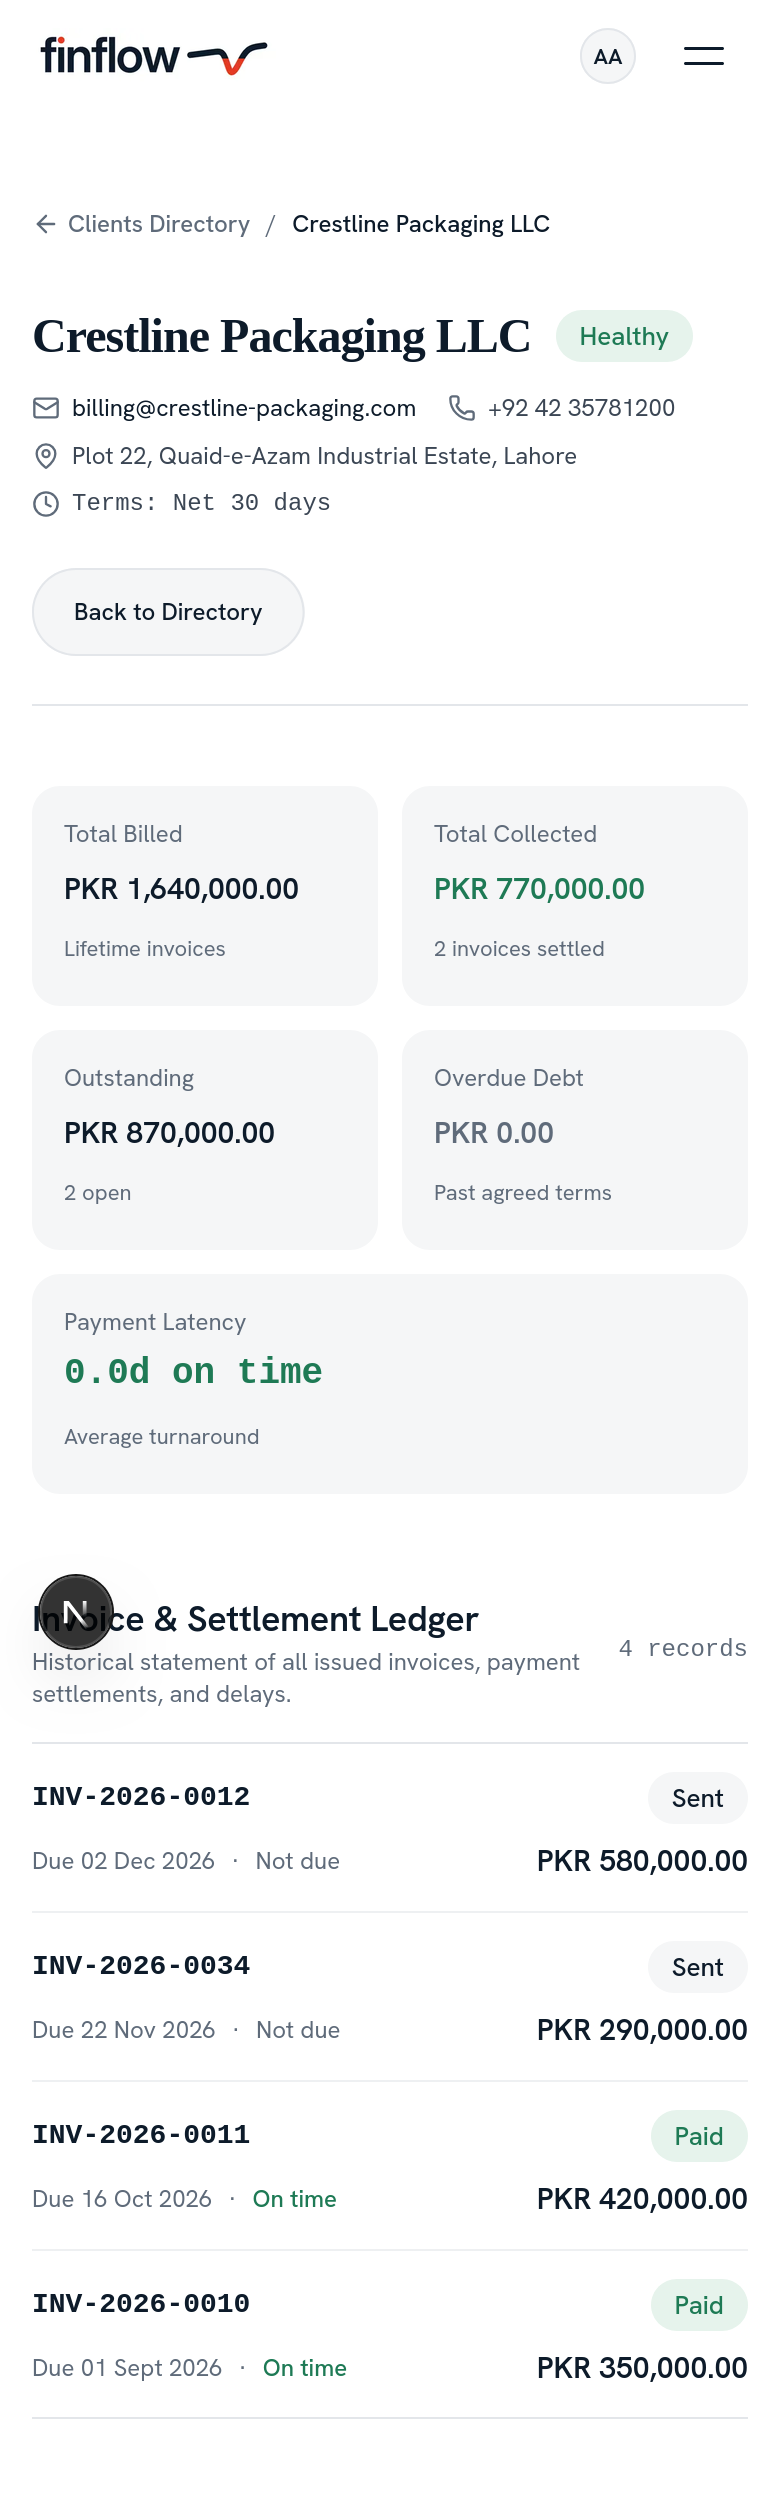 finflow
AA
Clients Directory / Crestline Packaging LLC
Crestline Packaging LLC Healthy
billing@crestline-packaging.com +92 42 35781200
Plot 22, Quaid-e-Azam Industrial Estate, Lahore
Terms: Net 30 days
Back to Directory
Total Billed
PKR 1,640,000.00
Lifetime invoices
Total Collected
PKR 770,000.00
2 invoices settled
Outstanding
PKR 870,000.00
2 open
Overdue Debt
PKR 0.00
Past agreed terms
Payment Latency
0.0d on time
Average turnaround
N
Invoice & Settlement Ledger
Historical statement of all issued invoices, payment
settlements, and delays.
4 records
INV-2026-0012 Sent
Due 02 Dec 2026 · Not due PKR 580,000.00
INV-2026-0034 Sent
Due 22 Nov 2026 · Not due PKR 290,000.00
INV-2026-0011 Paid
Due 16 Oct 2026 · On time PKR 420,000.00
INV-2026-0010 Paid
Due 01 Sept 2026 · On time PKR 350,000.00